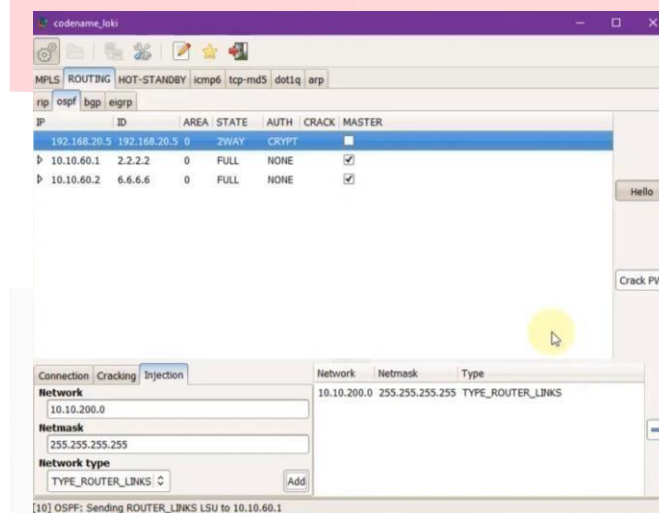 codename_loki
MPLS ROUTING HOT-STANDBY icmp6 tcp-md5 dot1q arp
rip ospf bgp eigrp
IP ID AREA STATE AUTH CRACK MASTER
192.168.20.5 192.168.20.5 0 2WAY CRYPT
10.10.60.1 2.2.2.2 0 FULL NONE
10.10.60.2 6.6.6.6 0 FULL NONE
Hello
Crack PW
Connection Cracking Injection
Network
10.10.200.0
Netmask
255.255.255.255
Network type
TYPE_ROUTER_LINKS
Add
Network Netmask Type
10.10.200.0 255.255.255.255 TYPE_ROUTER_LINKS
[10] OSPF: Sending ROUTER_LINKS LSU to 10.10.60.1